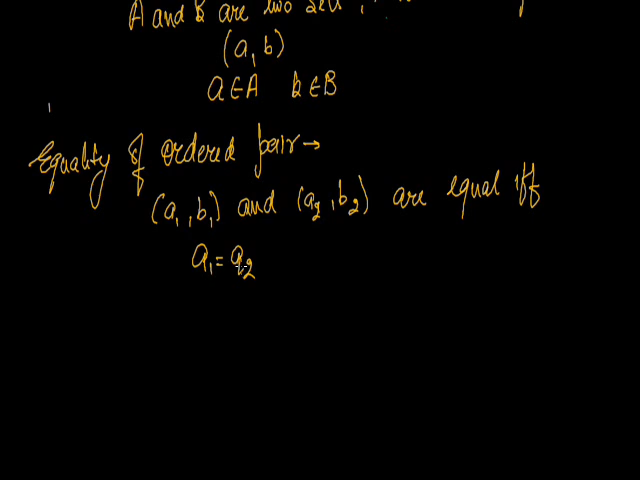 A and B are two
(a, b)
a∈A b∈B
Equality of ordered pair →
(a₁, b₁) and (a₂, b₂) are equal iff
a₁ = a₂